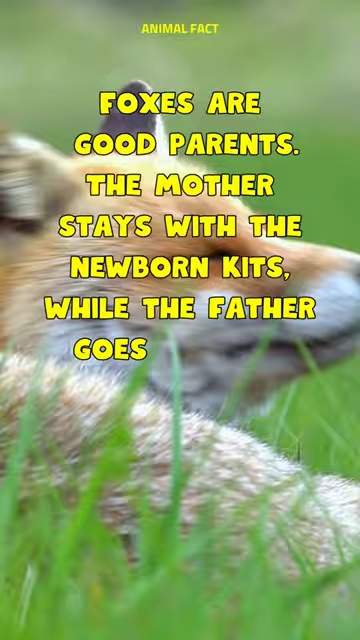 ANIMAL FACT
FOXES ARE
GOOD PARENTS.
THE MOTHER
STAYS WITH THE
NEWBORN KITS,
WHILE THE FATHER
GOES